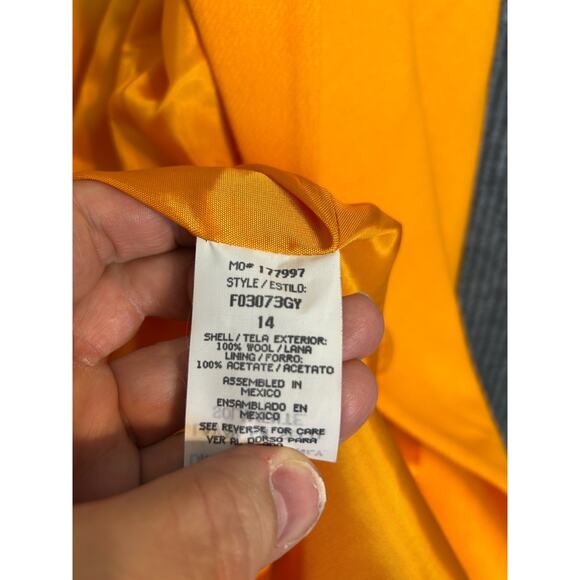 MO# 177997
STYLE/ESTILO:
F03073GY
14
SHELL/TELA EXTERIOR:
100% WOOL/LANA
LINING/FORRO:
100% ACETATE/ACETATO
ASSEMBLED IN
MEXICO
ENSAMBLADO EN
MEXICO
SEE REVERSE FOR CARE
VER AL DORSO PARA